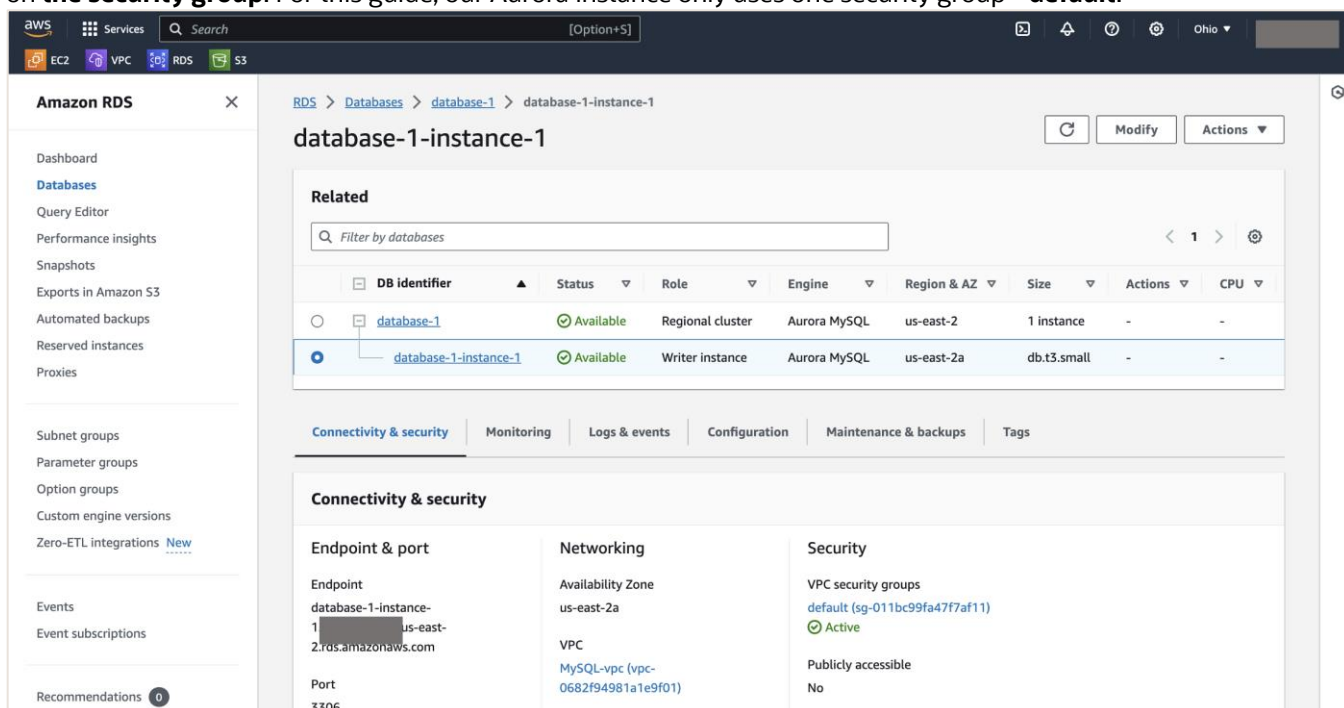 on the security group. For this guide, our Aurora instance only uses one security group - default.
aws Services Search [Option+S] Ohio
EC2 VPC RDS S3
Amazon RDS
Dashboard
Databases
Query Editor
Performance insights
Snapshots
Exports in Amazon S3
Automated backups
Reserved instances
Proxies
Subnet groups
Parameter groups
Option groups
Custom engine versions
Zero-ETL integrations New
Events
Event subscriptions
Recommendations 0
RDS > Databases > database-1 > database-1-instance-1
database-1-instance-1
Modify Actions
Related
Filter by databases
1
DB identifier Status Role Engine Region & AZ Size Actions CPU
database-1 Available Regional cluster Aurora MySQL us-east-2 1 instance - -
database-1-instance-1 Available Writer instance Aurora MySQL us-east-2a db.t3.small - -
Connectivity & security Monitoring Logs & events Configuration Maintenance & backups Tags
Connectivity & security
Endpoint & port
Endpoint
database-1-instance-
1. us-east-
2.rds.amazonaws.com
Port
3306
Networking
Availability Zone
us-east-2a
VPC
MySQL-vpc (vpc-
0682f94981a1e9f01)
Security
VPC security groups
default (sg-011bc99fa47f7af11)
Active
Publicly accessible
No